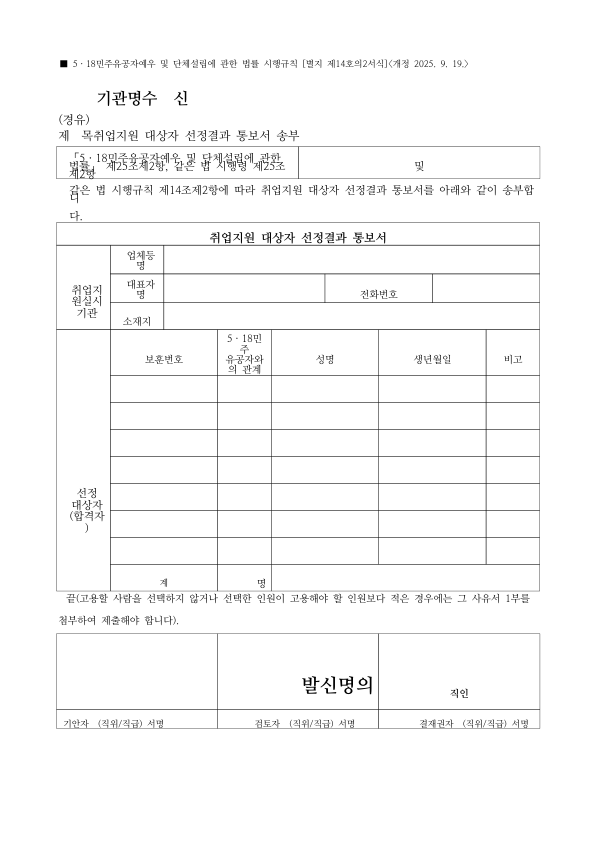 ■ 5ㆍ18민주유공자예우 및 단체설립에 관한 법률 시행규칙 [별지 제14호의2서식]<개정 2025. 9. 19.>
기관명수 신
(경유)
제 목취업지원 대상자 선정결과 통보서 송부
「5ㆍ18민주유공자예우 및 단체설립에 관한
법률」 제25조제2항, 같은 법 시행령 제25조
제2항
및
같은 법 시행규칙 제14조제2항에 따라 취업지원 대상자 선정결과 통보서를 아래와 같이 송부합
니
다.
취업지원 대상자 선정결과 통보서
취업지
원실시
기관
업체등
명
대표자
명
전화번호
소재지
선정
대상자
(합격자
)
보훈번호
5ㆍ18민
주
유공자와
의 관계
성명
생년월일
비고
계
명
끝(고용할 사람을 선택하지 않거나 선택한 인원이 고용해야 할 인원보다 적은 경우에는 그 사유서 1부를
첨부하여 제출해야 합니다).
발신명의
직인
기안자 (직위/직급) 서명
검토자 (직위/직급) 서명
결재권자 (직위/직급) 서명